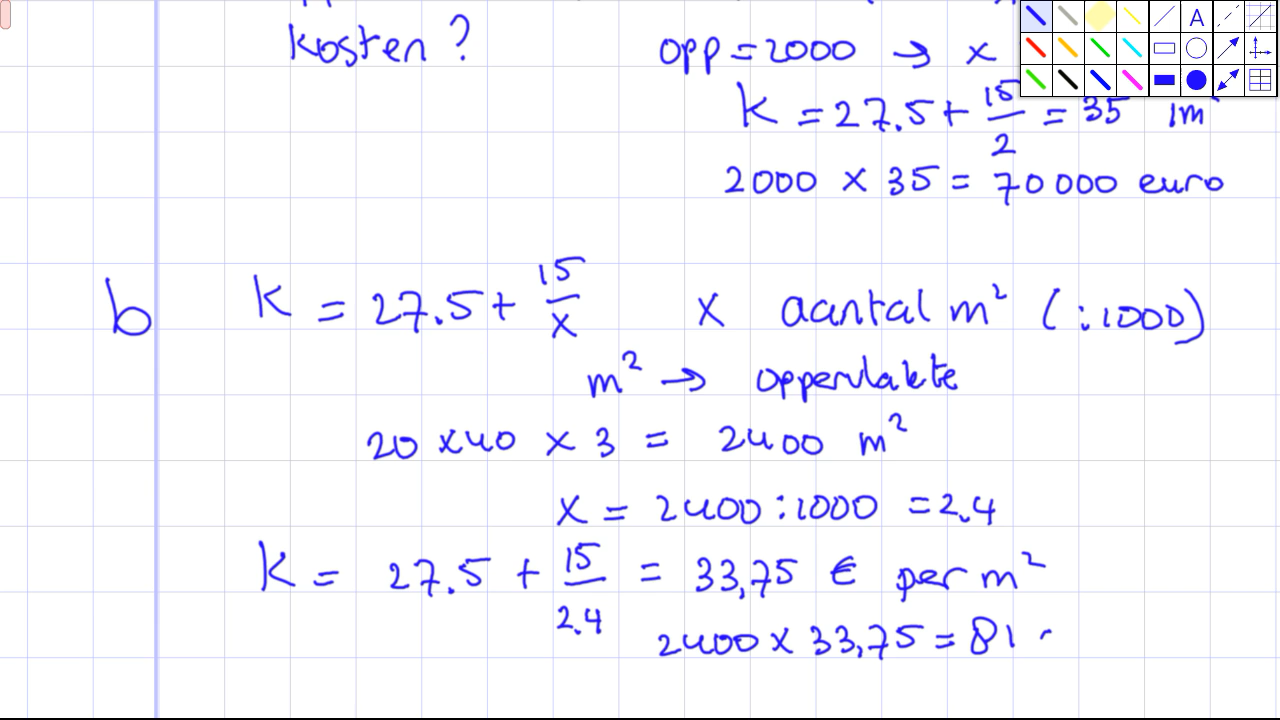 kosten?
opp = 2000 → x
K = 27.5 + 15/2 = 35 1m²
2000 x 35 = 70000 euro
b K = 27.5 + 15/x x aantal m² (:1000)
m² → oppervlakte
20 x 40 x 3 = 2400 m²
x = 2400 : 1000 = 2.4
K = 27.5 + 15/2.4 = 33,75 € per m²
2400 x 33,75 = 81
A